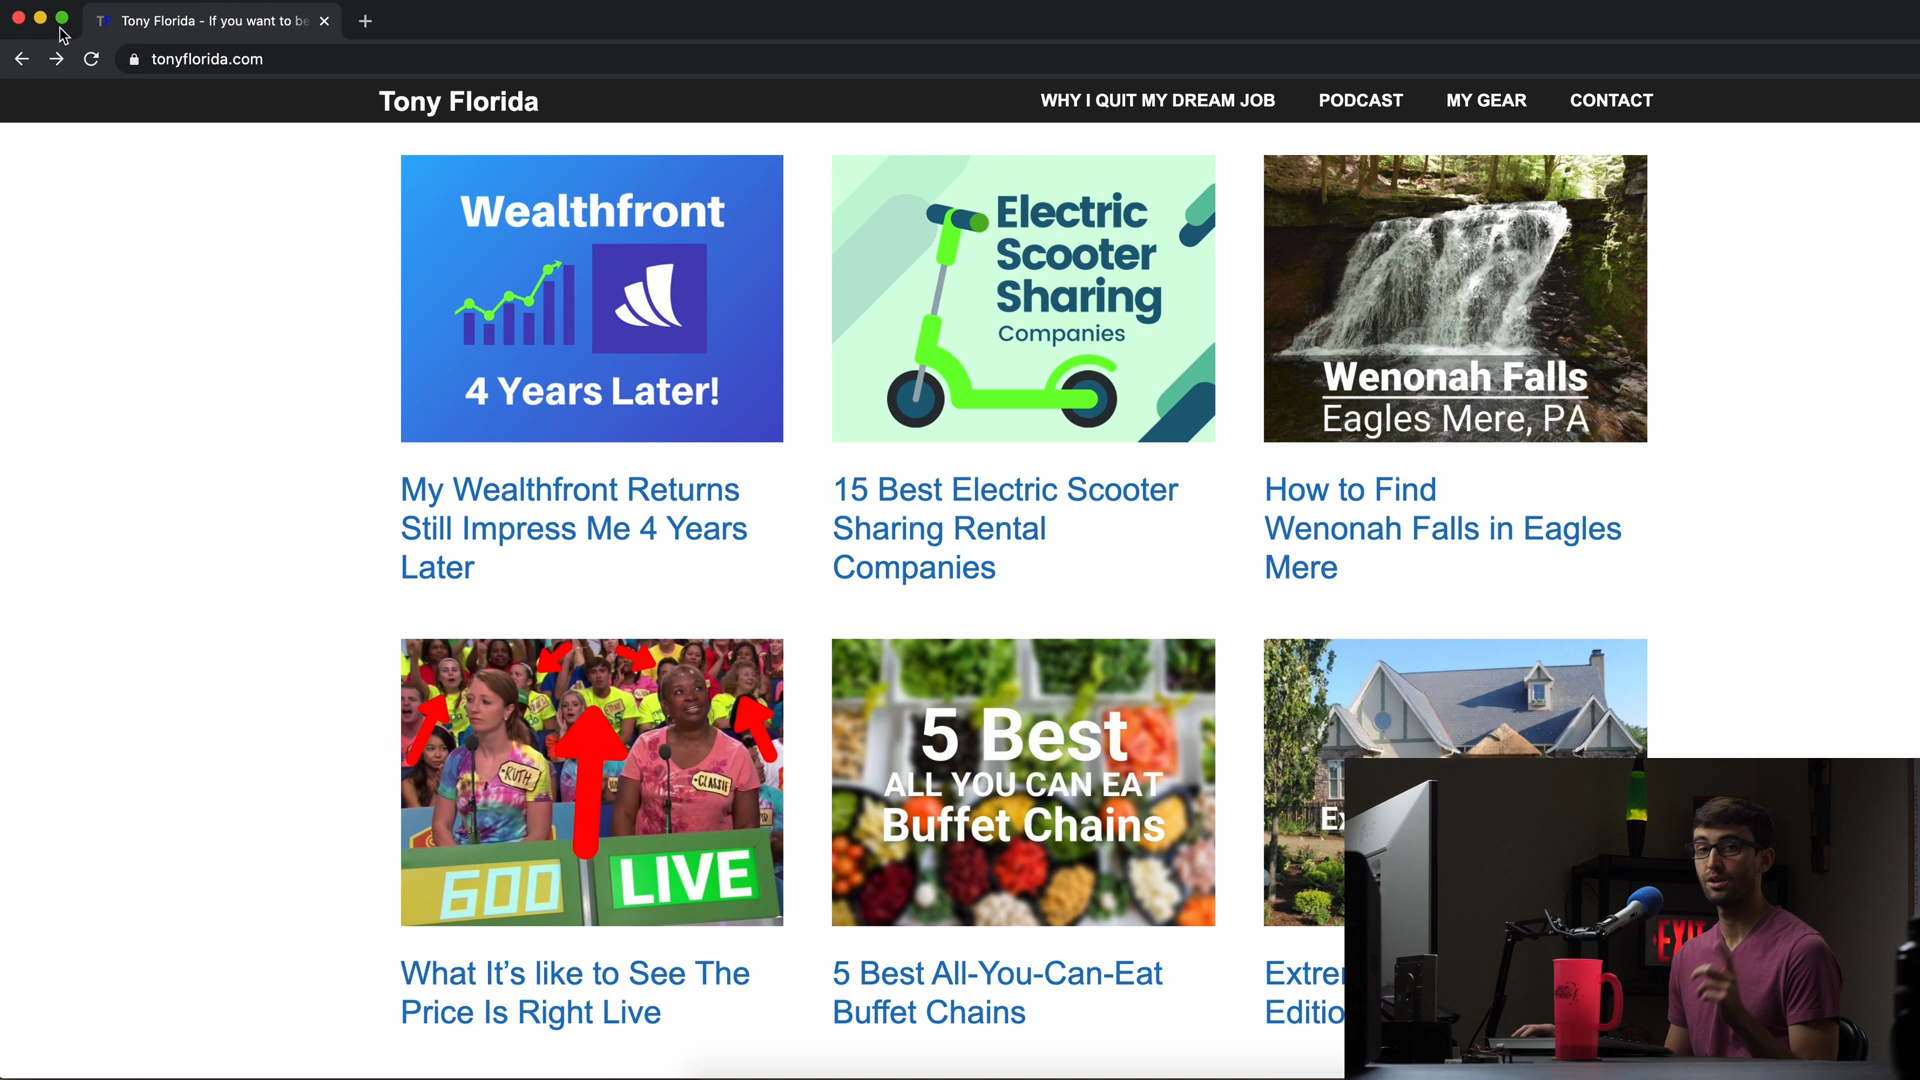 Tony Florida - If you want to be
tonyflorida.com
Tony Florida
WHY I QUIT MY DREAM JOB
PODCAST
MY GEAR
CONTACT
Wealthfront
4 Years Later!
Electric
Scooter
Sharing
Companies
Wenonah Falls
Eagles Mere, PA
My Wealthfront Returns
Still Impress Me 4 Years
Later
15 Best Electric Scooter
Sharing Rental
Companies
How to Find
Wenonah Falls in Eagles
Mere
RUTH
CLASSIE
600
LIVE
5 Best
ALL YOU CAN EAT
Buffet Chains
Ex
EXIT
What It’s like to See The
Price Is Right Live
5 Best All-You-Can-Eat
Buffet Chains
Extre
Editio